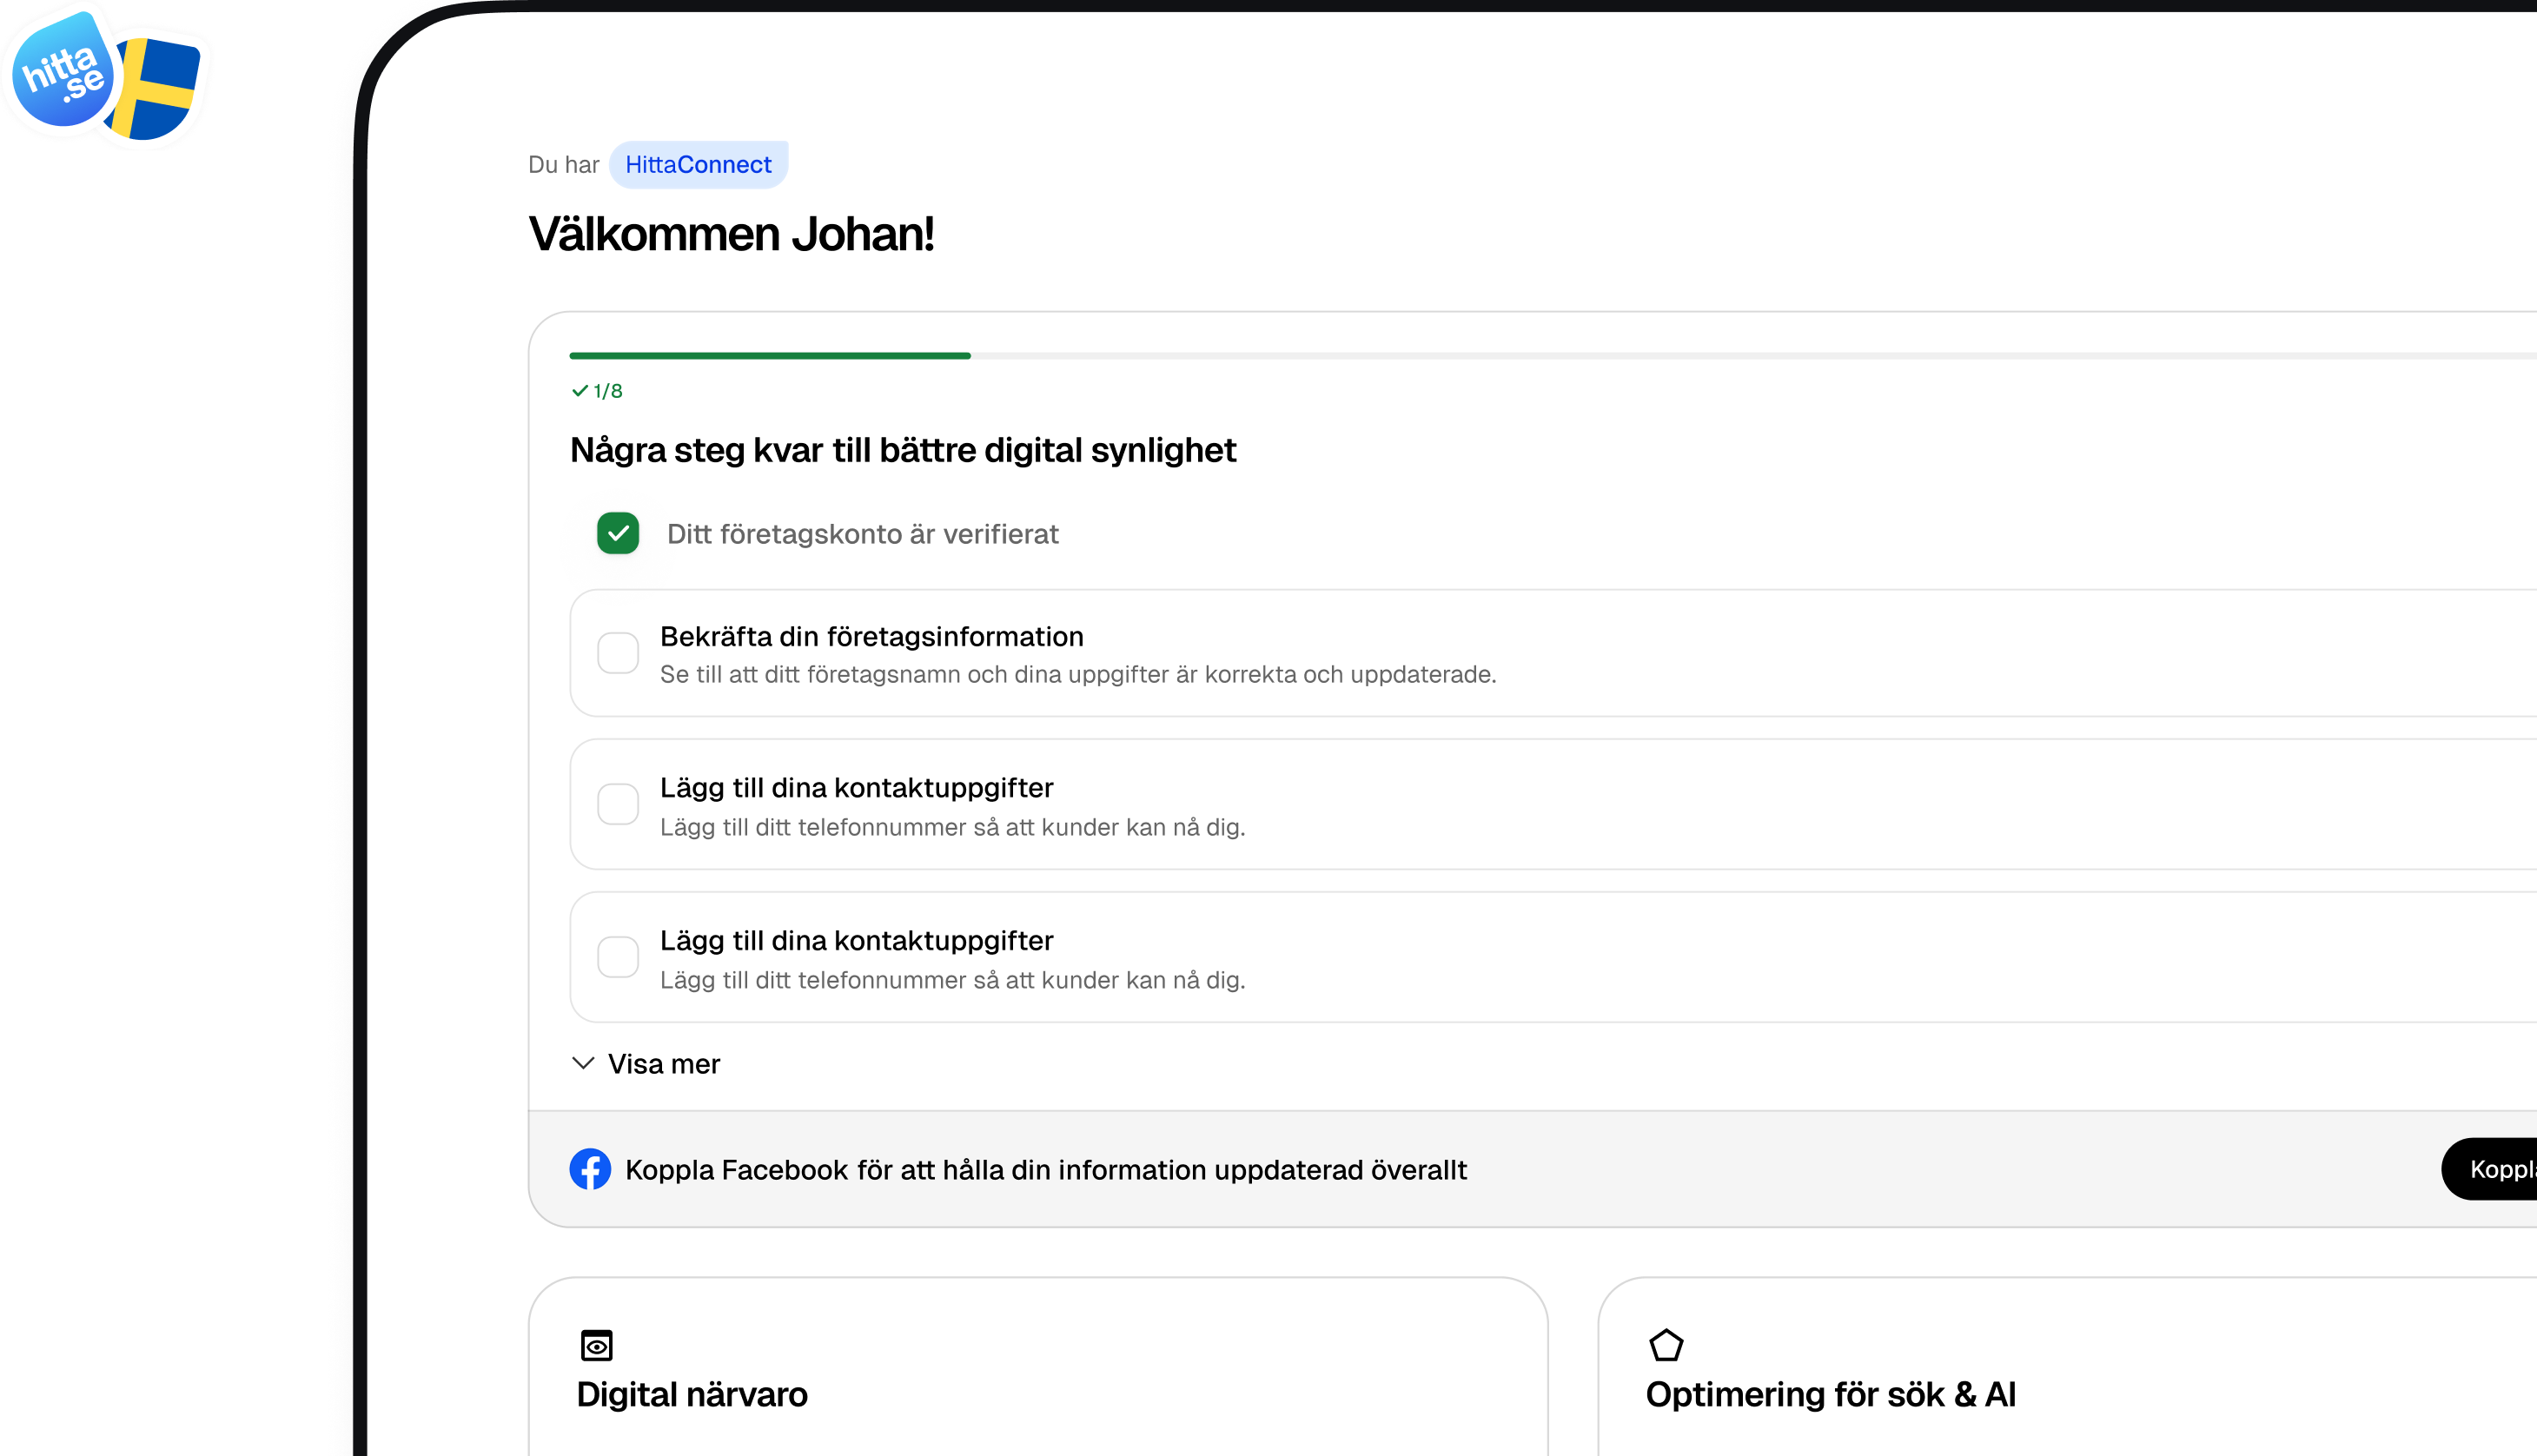 hitta
.se
Du har HittaConnect
Välkommen Johan!
1/8
Några steg kvar till bättre digital synlighet
Ditt företagskonto är verifierat
Bekräfta din företagsinformation
Se till att ditt företagsnamn och dina uppgifter är korrekta och uppdaterade.
Lägg till dina kontaktuppgifter
Lägg till ditt telefonnummer så att kunder kan nå dig.
Lägg till dina kontaktuppgifter
Lägg till ditt telefonnummer så att kunder kan nå dig.
Visa mer
Koppla Facebook för att hålla din information uppdaterad överallt
Koppla
Digital närvaro
Optimering för sök & AI